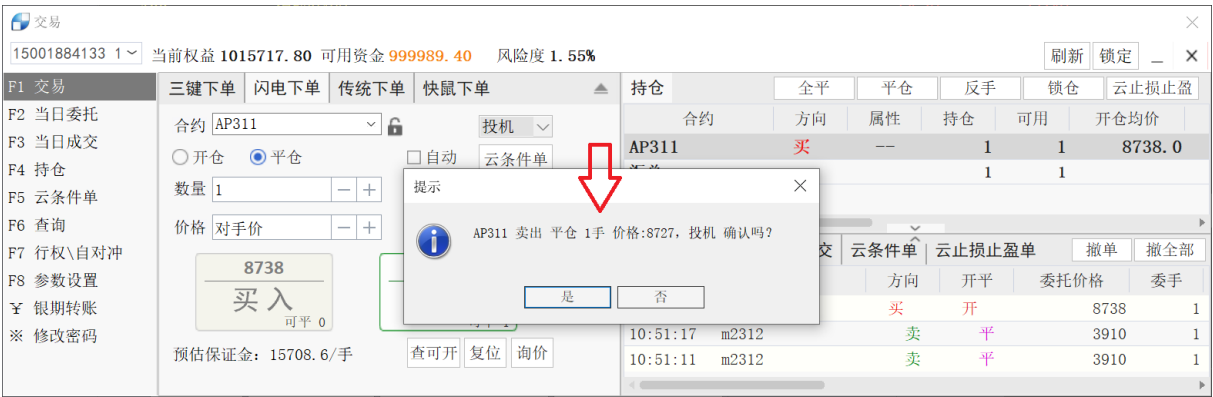 交易
15001884133 1 当前权益 1015717.80 可用资金 999989.40 风险度 1.55% 刷新 锁定
F1 交易
F2 当日委托
F3 当日成交
F4 持仓
F5 云条件单
F6 查询
F7 行权\自对冲
F8 参数设置
¥ 银期转账
※ 修改密码
三键下单 闪电下单 传统下单 快鼠下单
合约 AP311 投机
开仓 平仓 自动 云条件单
数量 1
价格 对手价
8738
买入
可平 0
预估保证金: 15708.6/手 查可开 复位 询价
持仓 全平 平仓 反手 锁仓 云止损止盈
合约 方向 属性 持仓 可用 开仓均价
AP311 买 -- 1 1 8738.0
1 1
提示
AP311 卖出 平仓 1手 价格:8727, 投机 确认吗?
是 否
交 云条件单 云止损止盈单 撤单 撤全部
方向 开平 委托价格 委手
买 开 8738 1
10:51:17 m2312 卖 平 3910 1
10:51:11 m2312 卖 平 3910 1